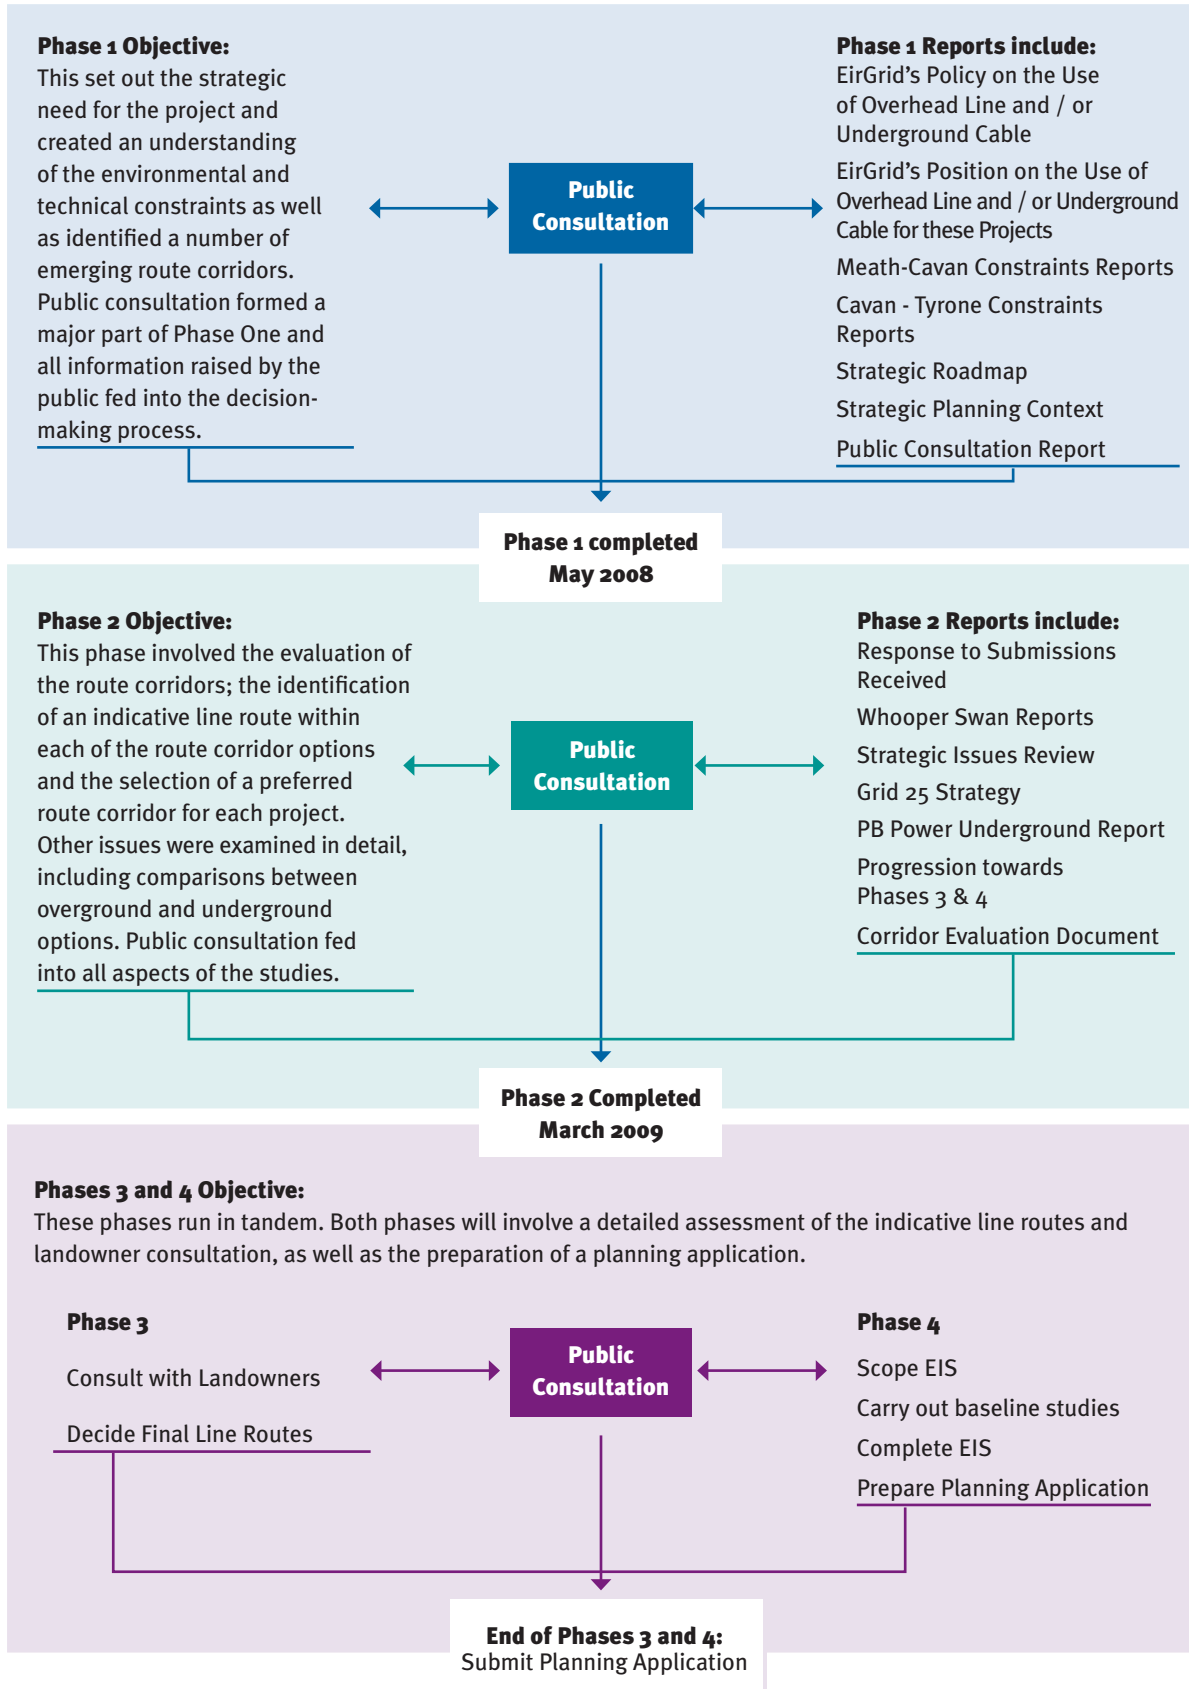 Phase 1 Objective:
This set out the strategic
need for the project and
created an understanding
of the environmental and
technical constraints as well
as identified a number of
emerging route corridors.
Public consultation formed a
major part of Phase One and
all information raised by the
public fed into the decision-
making process.
Public
Consultation
Phase 1 Reports include:
EirGrid's Policy on the Use
of Overhead Line and / or
Underground Cable
EirGrid's Position on the Use of
Overhead Line and / or Underground
Cable for these Projects
Meath-Cavan Constraints Reports
Cavan - Tyrone Constraints
Reports
Strategic Roadmap
Strategic Planning Context
Public Consultation Report
Phase 1 completed
May 2008
Phase 2 Objective:
This phase involved the evaluation of
the route corridors; the identification
of an indicative line route within
each of the route corridor options
and the selection of a preferred
route corridor for each project.
Other issues were examined in detail,
including comparisons between
overground and underground
options. Public consultation fed
into all aspects of the studies.
Public
Consultation
Phase 2 Reports include:
Response to Submissions
Received
Whooper Swan Reports
Strategic Issues Review
Grid 25 Strategy
PB Power Underground Report
Progression towards
Phases 3 & 4
Corridor Evaluation Document
Phase 2 Completed
March 2009
Phases 3 and 4 Objective:
These phases run in tandem. Both phases will involve a detailed assessment of the indicative line routes and
landowner consultation, as well as the preparation of a planning application.
Phase 3
Consult with Landowners
Decide Final Line Routes
Public
Consultation
Phase 4
Scope EIS
Carry out baseline studies
Complete EIS
Prepare Planning Application
End of Phases 3 and 4:
Submit Planning Application